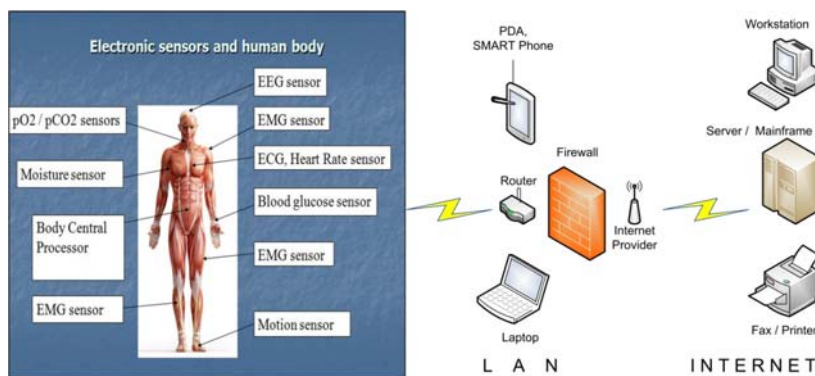 Electronic sensors and human body
EEG sensor
pO2 / pCO2 sensors
EMG sensor
ECG, Heart Rate sensor
Moisture sensor
Blood glucose sensor
Body Central
Processor
EMG sensor
EMG sensor
Motion sensor
PDA,
SMART Phone
Router
Firewall
Internet
Provider
Laptop
L A N
Workstation
Server / Mainframe
Fax / Printer
I N T E R N E T